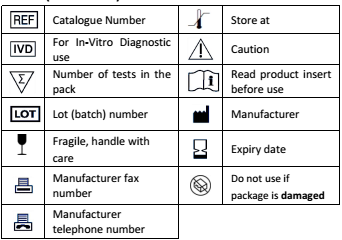 REF Catalogue Number Store at
IVD For In-Vitro Diagnostic
use Caution
Σ Number of tests in the
pack i Read product insert
before use
LOT Lot (batch) number Manufacturer
Fragile, handle with
care Expiry date
Manufacturer fax
number Do not use if
package is damaged
Manufacturer
telephone number